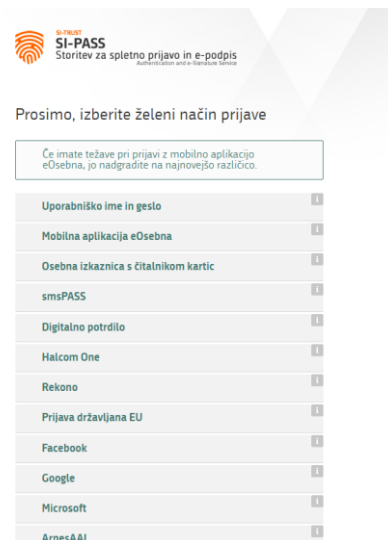 SI-TRUST
SI-PASS
Storitev za spletno prijavo in e-podpis
Authentication and e-Signature Service
Prosimo, izberite želeni način prijave
Če imate težave pri prijavi z mobilno aplikacijo
eOsebna, jo nadgradite na najnovejšo različico.
Uporabniško ime in geslo
i
Mobilna aplikacija eOsebna
i
Osebna izkaznica s čitalnikom kartic
i
smsPASS
i
Digitalno potrdilo
i
Halcom One
i
Rekono
i
Prijava državljana EU
i
Facebook
i
Google
i
Microsoft
i
ArnesAAI
i